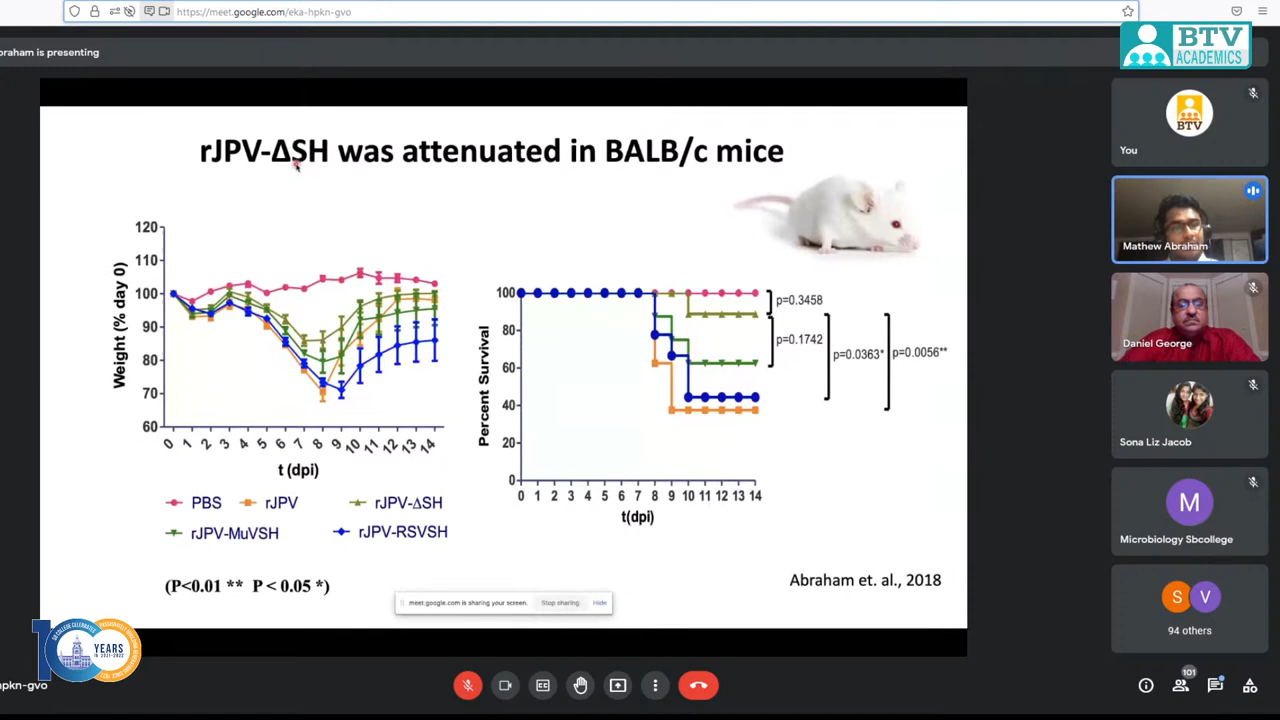 https://meet.google.com/eka-hpkn-gvo
BTV
ACADEMICS
braham is presenting
rJPV-ΔSH was attenuated in BALB/c mice
BTV
You
Mathew Abraham
Daniel George
Sona Liz Jacob
M
Microbiology Sbcollege
S V
94 others
Weight (% day 0)
120
110
100
90
80
70
60
0 1 2 3 4 5 6 7 8 9 10 11 12 13 14
t (dpi)
Percent Survival
100
80
60
40
20
0
0 1 2 3 4 5 6 7 8 9 10 11 12 13 14
t(dpi)
p=0.3458
p=0.1742
p=0.0363*
p=0.0056**
PBS rJPV rJPV-ΔSH
rJPV-MuVSH rJPV-RSVSH
(P<0.01 ** P < 0.05 *)
Abraham et. al., 2018
meet.google.com is sharing your screen. Stop sharing Hide
YEARS
IN 2021-2022
pkn-gvo
101